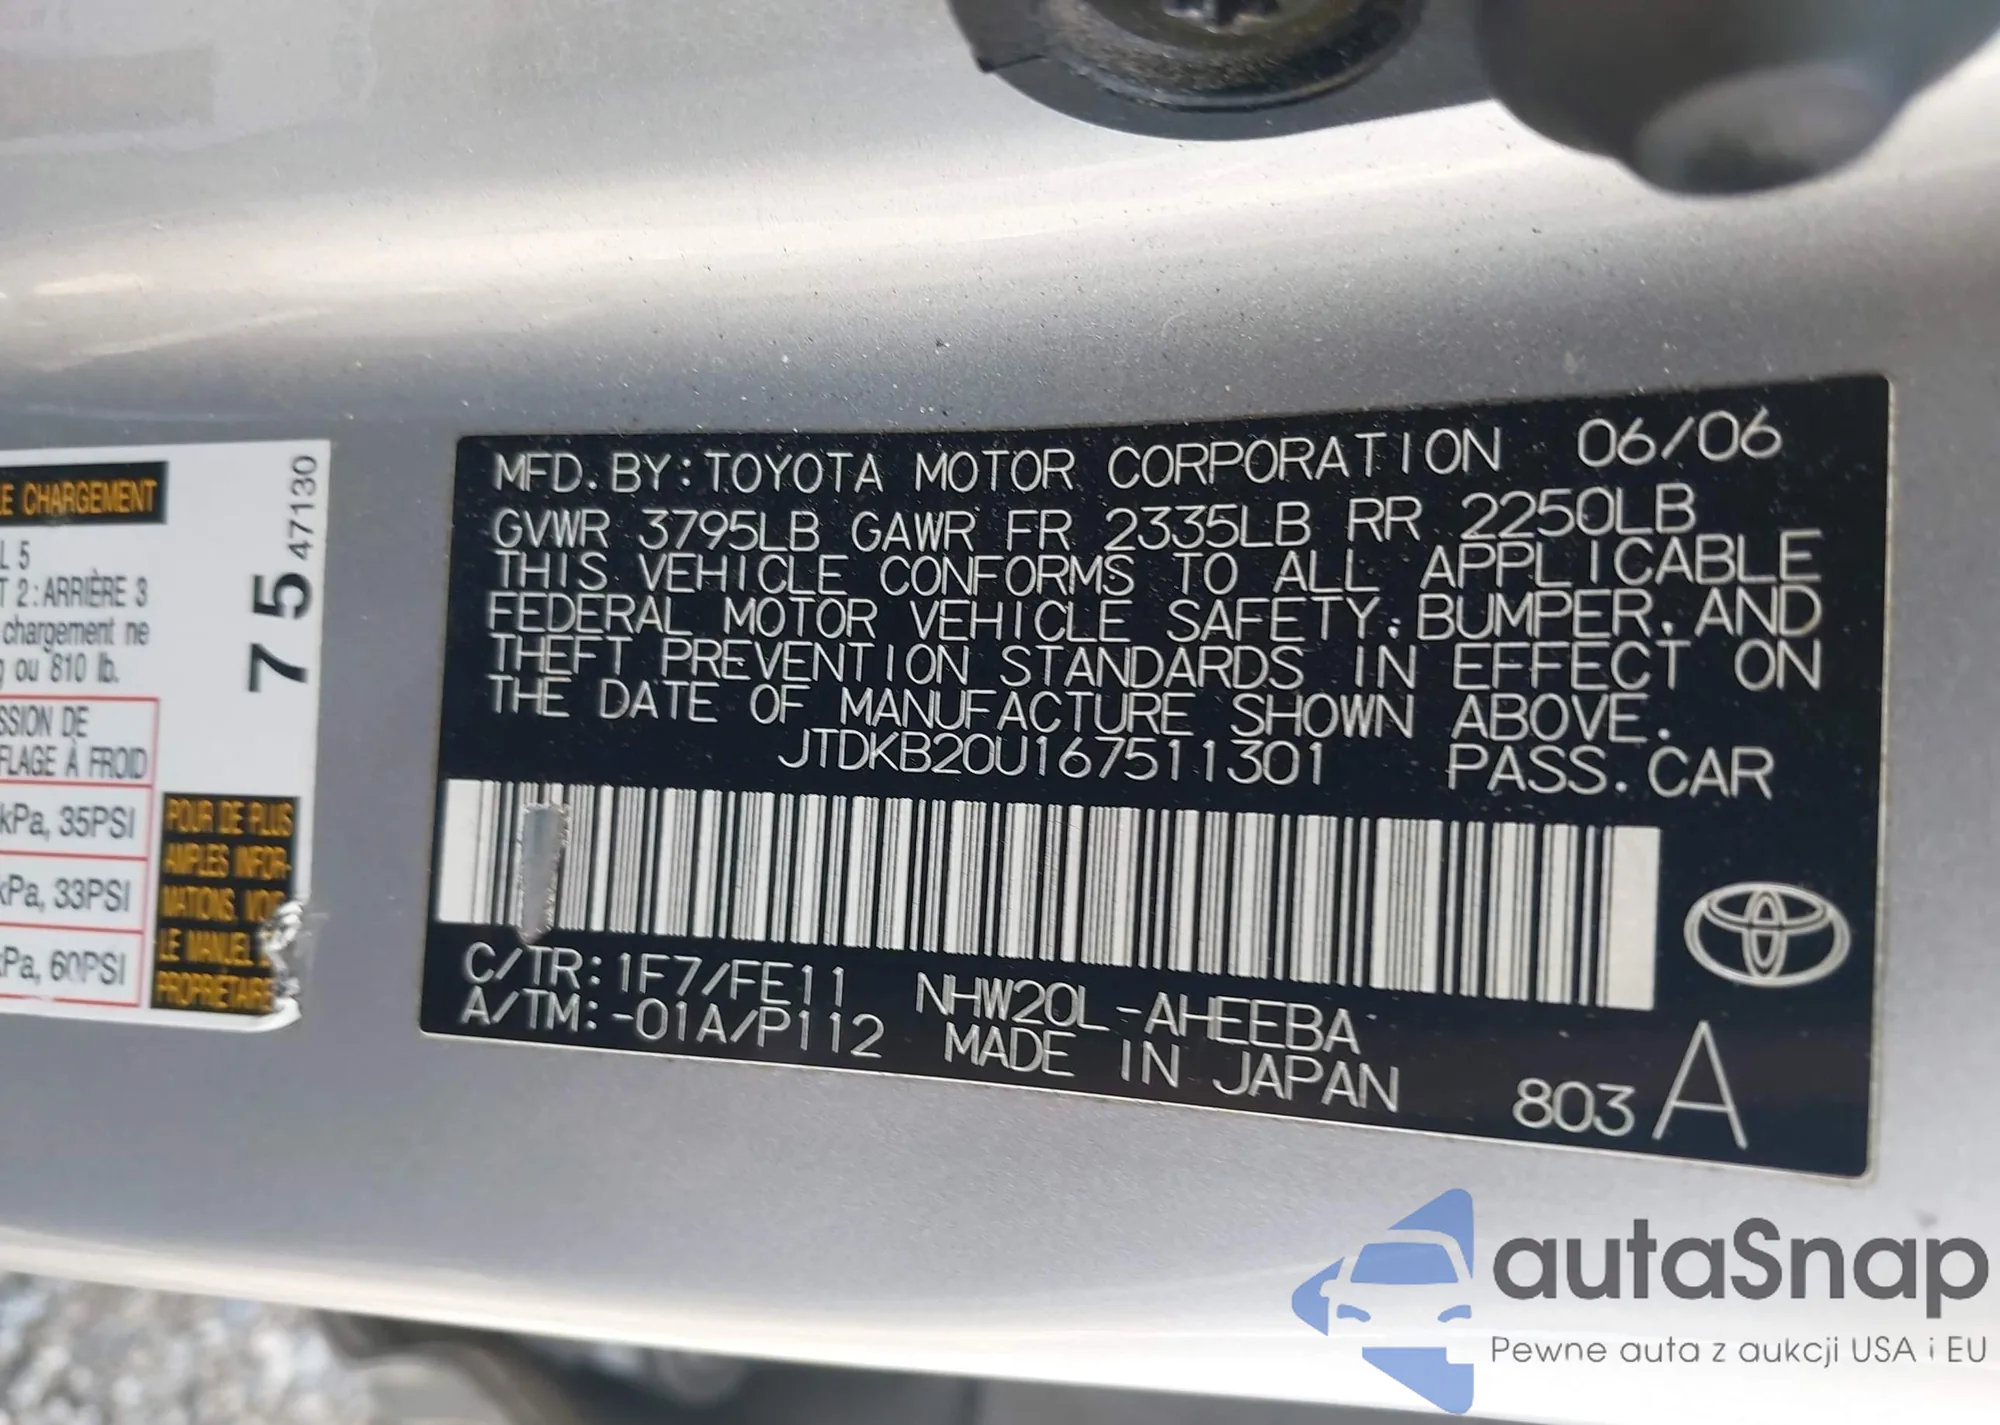 LE CHARGEMENT
L 5
T 2 : ARRIÈRE 3
chargement ne
ou 810 lb.
SSION DE
FLAGE À FROID
kPa, 35PSI
kPa, 33PSI
kPa, 60PSI
POUR DE PLUS
AMPLES INFOR-
MATIONS, VOIR
LE MANUEL
PROPRIÉTAIRE
75 47130
MFD. BY: TOYOTA MOTOR CORPORATION 06/06
GVWR 3795LB GAWR FR 2335LB RR 2250LB
THIS VEHICLE CONFORMS TO ALL APPLICABLE
FEDERAL MOTOR VEHICLE SAFETY, BUMPER, AND
THEFT PREVENTION STANDARDS IN EFFECT ON
THE DATE OF MANUFACTURE SHOWN ABOVE.
JTDKB20U167511301 PASS. CAR
C/TR: 1F7/FE11 NHW20L-AHEEBA
A/TM: -01A/P112 MADE IN JAPAN
803 A
autaSnap
Pewne auta z aukcji USA i EU